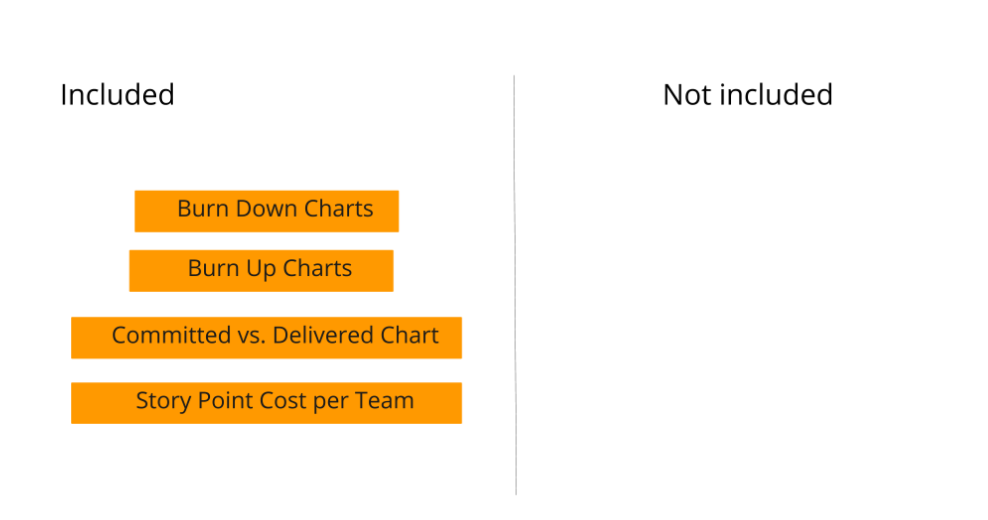 Included
Not included
Burn Down Charts
Burn Up Charts
Committed vs. Delivered Chart
Story Point Cost per Team